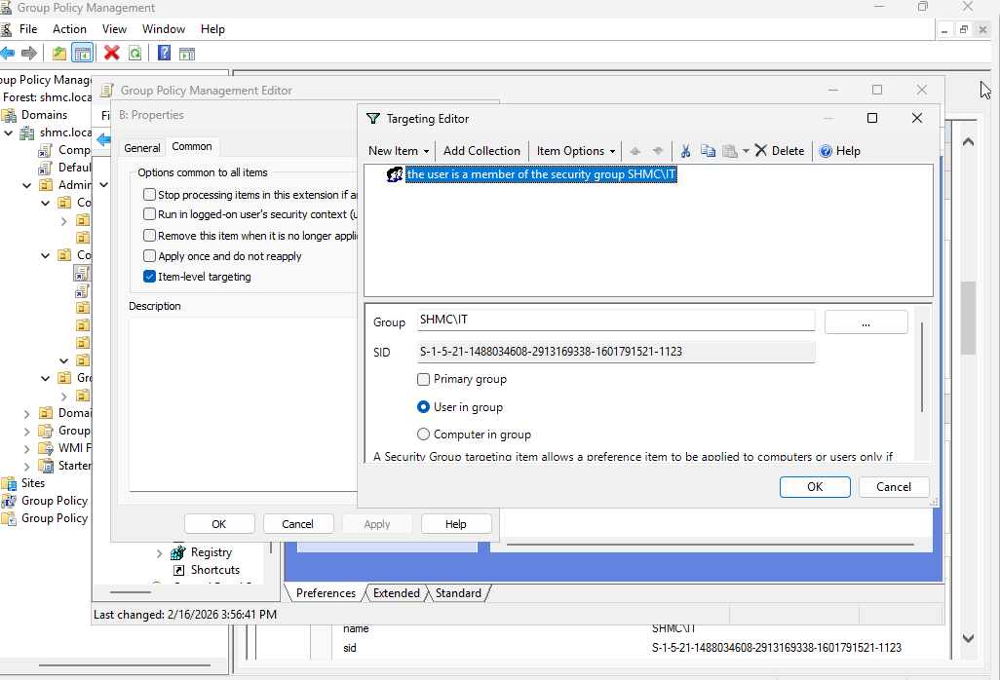 Group Policy Management
File Action View Window Help
oup Policy Manag
Forest: shmc.loca
Domains
shmc.loca
Comp
Defaul
Admir
Co
Co
Gro
Domai
Group
WMI F
Starter
Sites
Group Policy
Group Policy
Group Policy Management Editor
Fi
B: Properties
General Common
Options common to all items
Stop processing items in this extension if a
Run in logged-on user's security context (u
Remove this item when it is no longer appli
Apply once and do not reapply
Item-level targeting
Description
OK Cancel Apply Help
Targeting Editor
New Item Add Collection Item Options Delete Help
the user is a member of the security group SHMC\IT
Group SHMC\IT ...
SID S-1-5-21-1488034608-2913169338-1601791521-1123
Primary group
User in group
Computer in group
A Security Group targeting item allows a preference item to be applied to computers or users only if
OK Cancel
Registry
Shortcuts
Preferences Extended Standard
Last changed: 2/16/2026 3:56:41 PM
name SHMC\IT
sid S-1-5-21-1488034608-2913169338-1601791521-1123